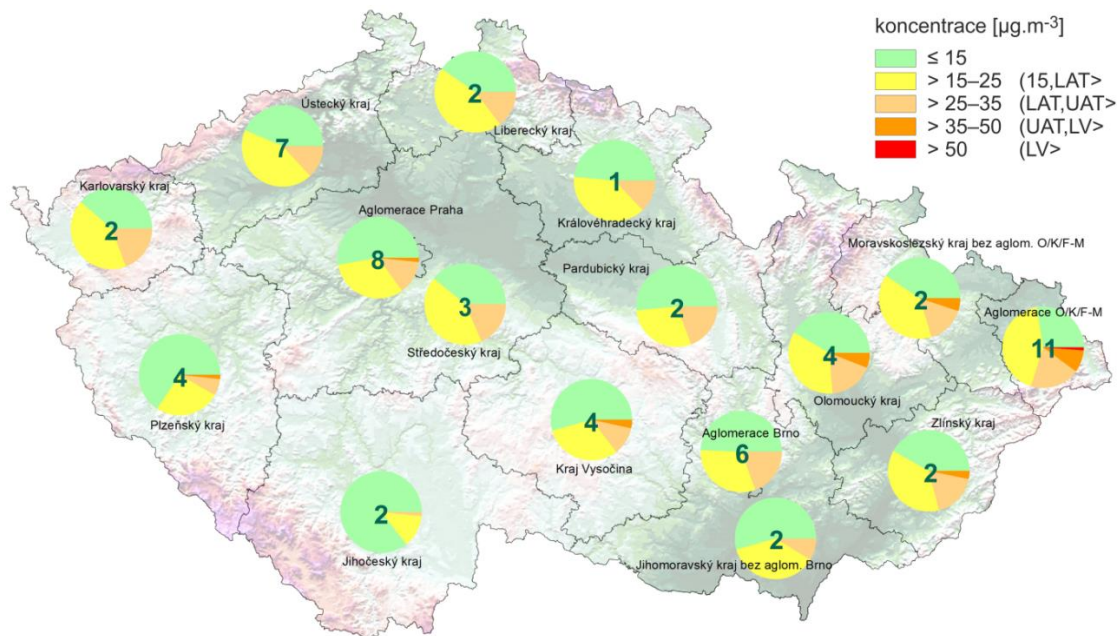 koncentrace [µg.m-³]
≤ 15
> 15–25 (15,LAT>
> 25–35 (LAT,UAT>
> 35–50 (UAT,LV>
> 50 (LV>
2
Liberecký kraj
Ústecký kraj
7
Karlovarský kraj
2
1
Královéhradecký kraj
Aglomerace Praha
8
Moravskoslezský kraj bez aglom. O/K/F-M
2
Pardubický kraj
2
3
Středočeský kraj
Aglomerace O/K/F-M
11
4
Olomoucký kraj
4
Plzeňský kraj
4
Kraj Vysočina
Aglomerace Brno
6
Zlínský kraj
2
2
Jihočeský kraj
2
Jihomoravský kraj bez aglom. Brno